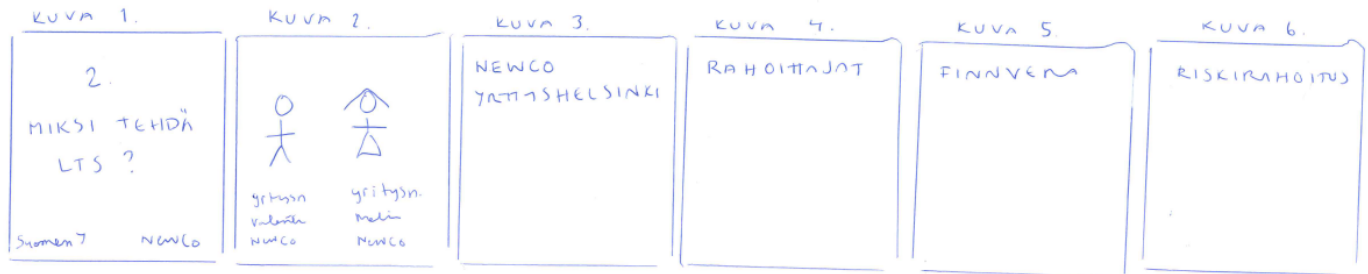 KUVA 1.
2.
MIKSI TEHDÄ
LTS ?
NEWCO
KUVA 2.
yritysn.
NEWCO
NEWCO
KUVA 3.
NEWCO
YRITYSHELSINKI
KUVA 4.
RAHOITTAJAT
KUVA 5.
FINNVERA
KUVA 6.
RISKIRAHOITUS